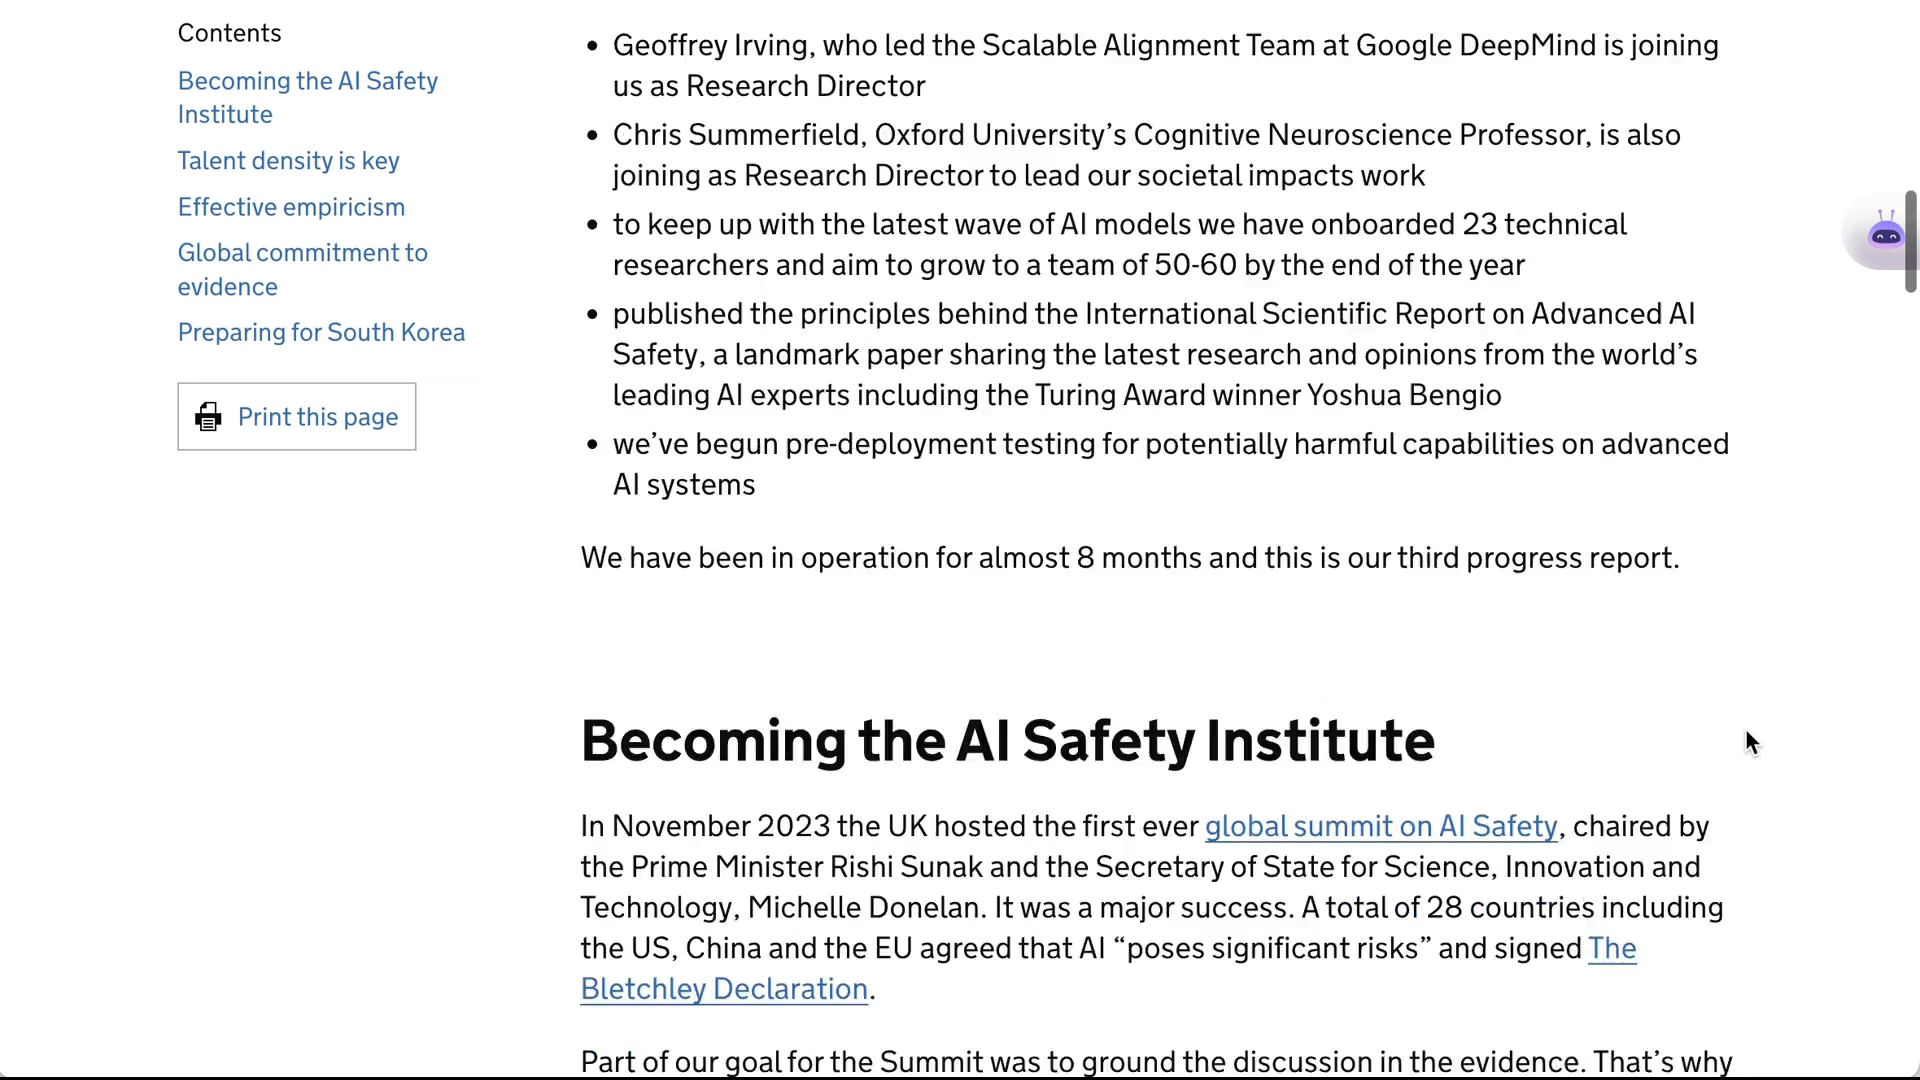 Contents
Becoming the AI Safety
Institute
Talent density is key
Effective empiricism
Global commitment to
evidence
Preparing for South Korea
Print this page
• Geoffrey Irving, who led the Scalable Alignment Team at Google DeepMind is joining
us as Research Director
• Chris Summerfield, Oxford University’s Cognitive Neuroscience Professor, is also
joining as Research Director to lead our societal impacts work
• to keep up with the latest wave of AI models we have onboarded 23 technical
researchers and aim to grow to a team of 50-60 by the end of the year
• published the principles behind the International Scientific Report on Advanced AI
Safety, a landmark paper sharing the latest research and opinions from the world’s
leading AI experts including the Turing Award winner Yoshua Bengio
• we’ve begun pre-deployment testing for potentially harmful capabilities on advanced
AI systems
We have been in operation for almost 8 months and this is our third progress report.
Becoming the AI Safety Institute
In November 2023 the UK hosted the first ever global summit on AI Safety, chaired by
the Prime Minister Rishi Sunak and the Secretary of State for Science, Innovation and
Technology, Michelle Donelan. It was a major success. A total of 28 countries including
the US, China and the EU agreed that AI “poses significant risks” and signed The
Bletchley Declaration.
Part of our goal for the Summit was to ground the discussion in the evidence. That’s why